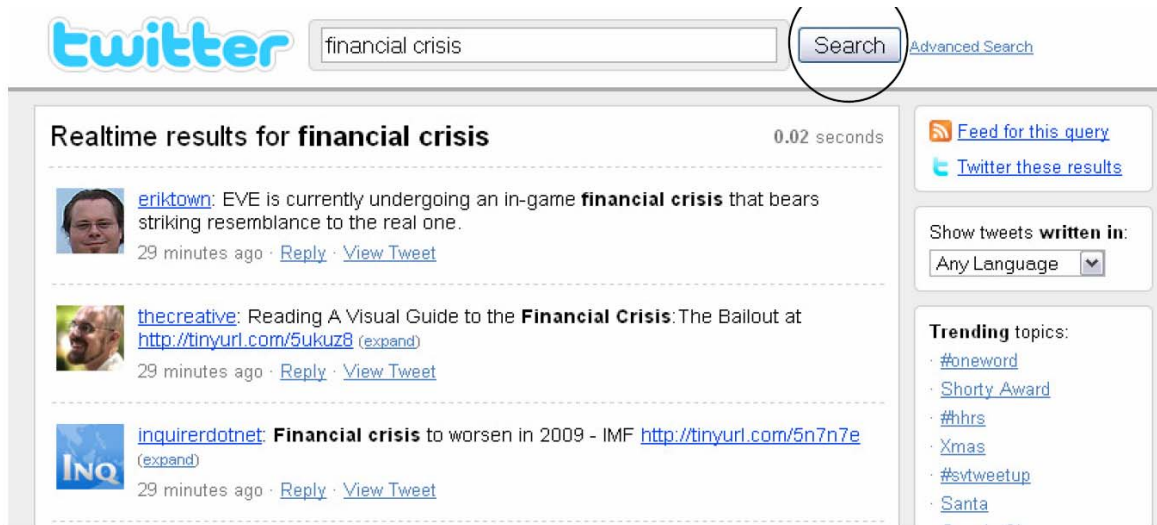 twitter
financial crisis
Search
Advanced Search
Realtime results for financial crisis
0.02 seconds
eriktown: EVE is currently undergoing an in-game financial crisis that bears
striking resemblance to the real one.
29 minutes ago · Reply · View Tweet
thecreative: Reading A Visual Guide to the Financial Crisis:The Bailout at
http://tinyurl.com/5ukuz8 (expand)
29 minutes ago · Reply · View Tweet
INQ
inquirerdotnet: Financial crisis to worsen in 2009 - IMF http://tinyurl.com/5n7n7e
(expand)
29 minutes ago · Reply · View Tweet
Feed for this query
Twitter these results
Show tweets written in:
Any Language
Trending topics:
· #oneword
· Shorty Award
· #hhrs
· Xmas
· #svtweetup
· Santa